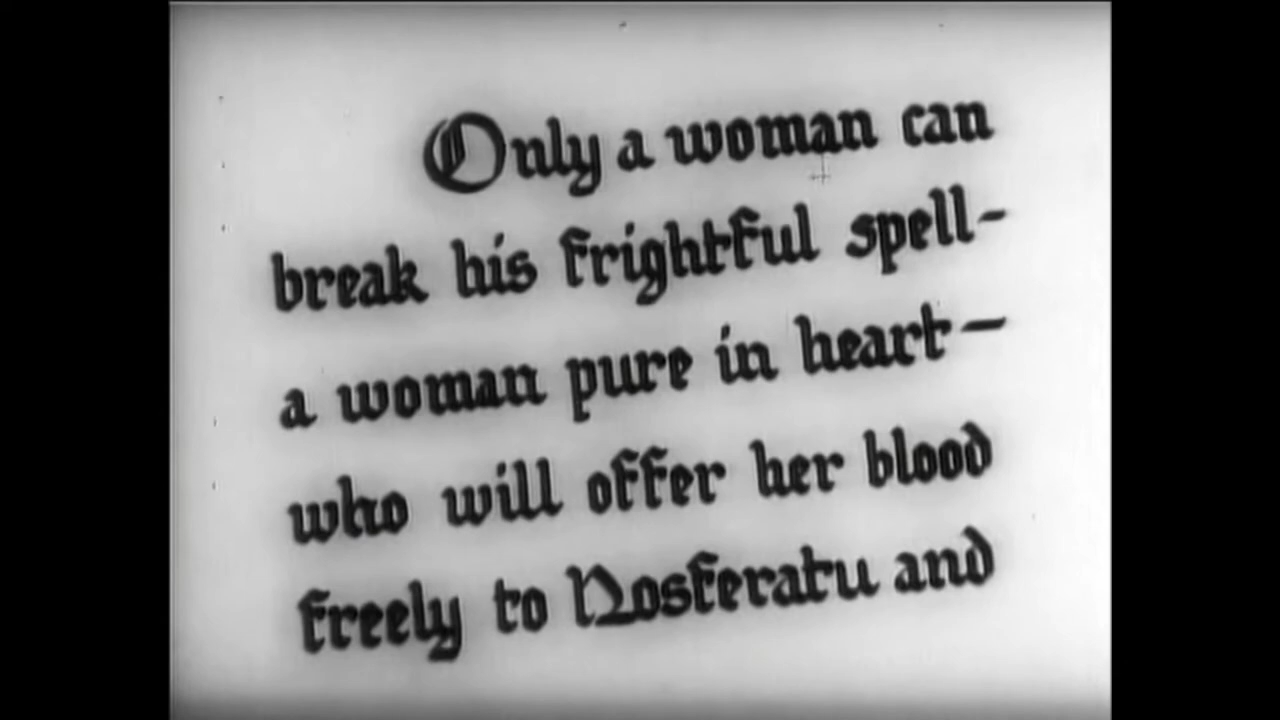 Only a woman can
break his frightful spell-
a woman pure in heart—
who will offer her blood
freely to Nosferatu and